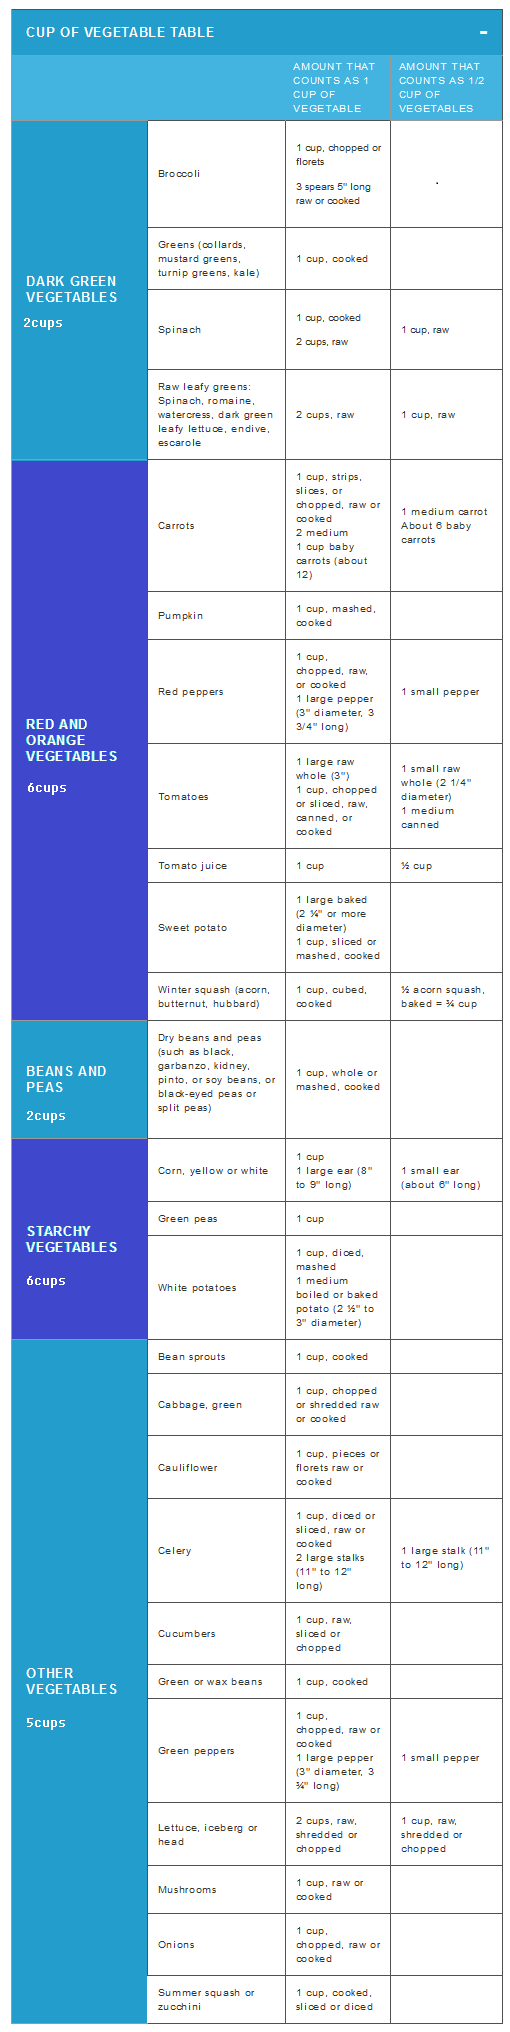 CUP OF VEGETABLE TABLE
-
AMOUNT THAT
COUNTS AS 1
CUP OF
VEGETABLE
AMOUNT THAT
COUNTS AS 1/2
CUP OF
VEGETABLES
DARK GREEN
VEGETABLES
2cups
Broccoli
1 cup, chopped or
florets
3 spears 5" long
raw or cooked
.
Greens (collards,
mustard greens,
turnip greens, kale)
1 cup, cooked
Spinach
1 cup, cooked
2 cups, raw
1 cup, raw
Raw leafy greens:
Spinach, romaine,
watercress, dark green
leafy lettuce, endive,
escarole
2 cups, raw
1 cup, raw
RED AND
ORANGE
VEGETABLES
6cups
Carrots
1 cup, strips,
slices, or
chopped, raw or
cooked
2 medium
1 cup baby
carrots (about
12)
1 medium carrot
About 6 baby
carrots
Pumpkin
1 cup, mashed,
cooked
Red peppers
1 cup,
chopped, raw,
or cooked
1 large pepper
(3" diameter, 3
3/4" long)
1 small pepper
Tomatoes
1 large raw
whole (3")
1 cup, chopped
or sliced, raw,
canned, or
cooked
1 small raw
whole (2 1/4"
diameter)
1 medium
canned
Tomato juice
1 cup
½ cup
Sweet potato
1 large baked
(2 ¼" or more
diameter)
1 cup, sliced or
mashed, cooked
Winter squash (acorn,
butternut, hubbard)
1 cup, cubed,
cooked
½ acorn squash,
baked = ¾ cup
BEANS AND
PEAS
2cups
Dry beans and peas
(such as black,
garbanzo, kidney,
pinto, or soy beans, or
black-eyed peas or
split peas)
1 cup, whole or
mashed, cooked
STARCHY
VEGETABLES
6cups
Corn, yellow or white
1 cup
1 large ear (8"
to 9" long)
1 small ear
(about 6" long)
Green peas
1 cup
White potatoes
1 cup, diced,
mashed
1 medium
boiled or baked
potato (2 ½" to
3" diameter)
OTHER
VEGETABLES
5cups
Bean sprouts
1 cup, cooked
Cabbage, green
1 cup, chopped
or shredded raw
or cooked
Cauliflower
1 cup, pieces or
florets raw or
cooked
Celery
1 cup, diced or
sliced, raw or
cooked
2 large stalks
(11" to 12"
long)
1 large stalk (11"
to 12" long)
Cucumbers
1 cup, raw,
sliced or
chopped
Green or wax beans
1 cup, cooked
Green peppers
1 cup,
chopped, raw or
cooked
1 large pepper
(3" diameter, 3
¾" long)
1 small pepper
Lettuce, iceberg or
head
2 cups, raw,
shredded or
chopped
1 cup, raw,
shredded or
chopped
Mushrooms
1 cup, raw or
cooked
Onions
1 cup,
chopped, raw or
cooked
Summer squash or
zucchini
1 cup, cooked,
sliced or diced